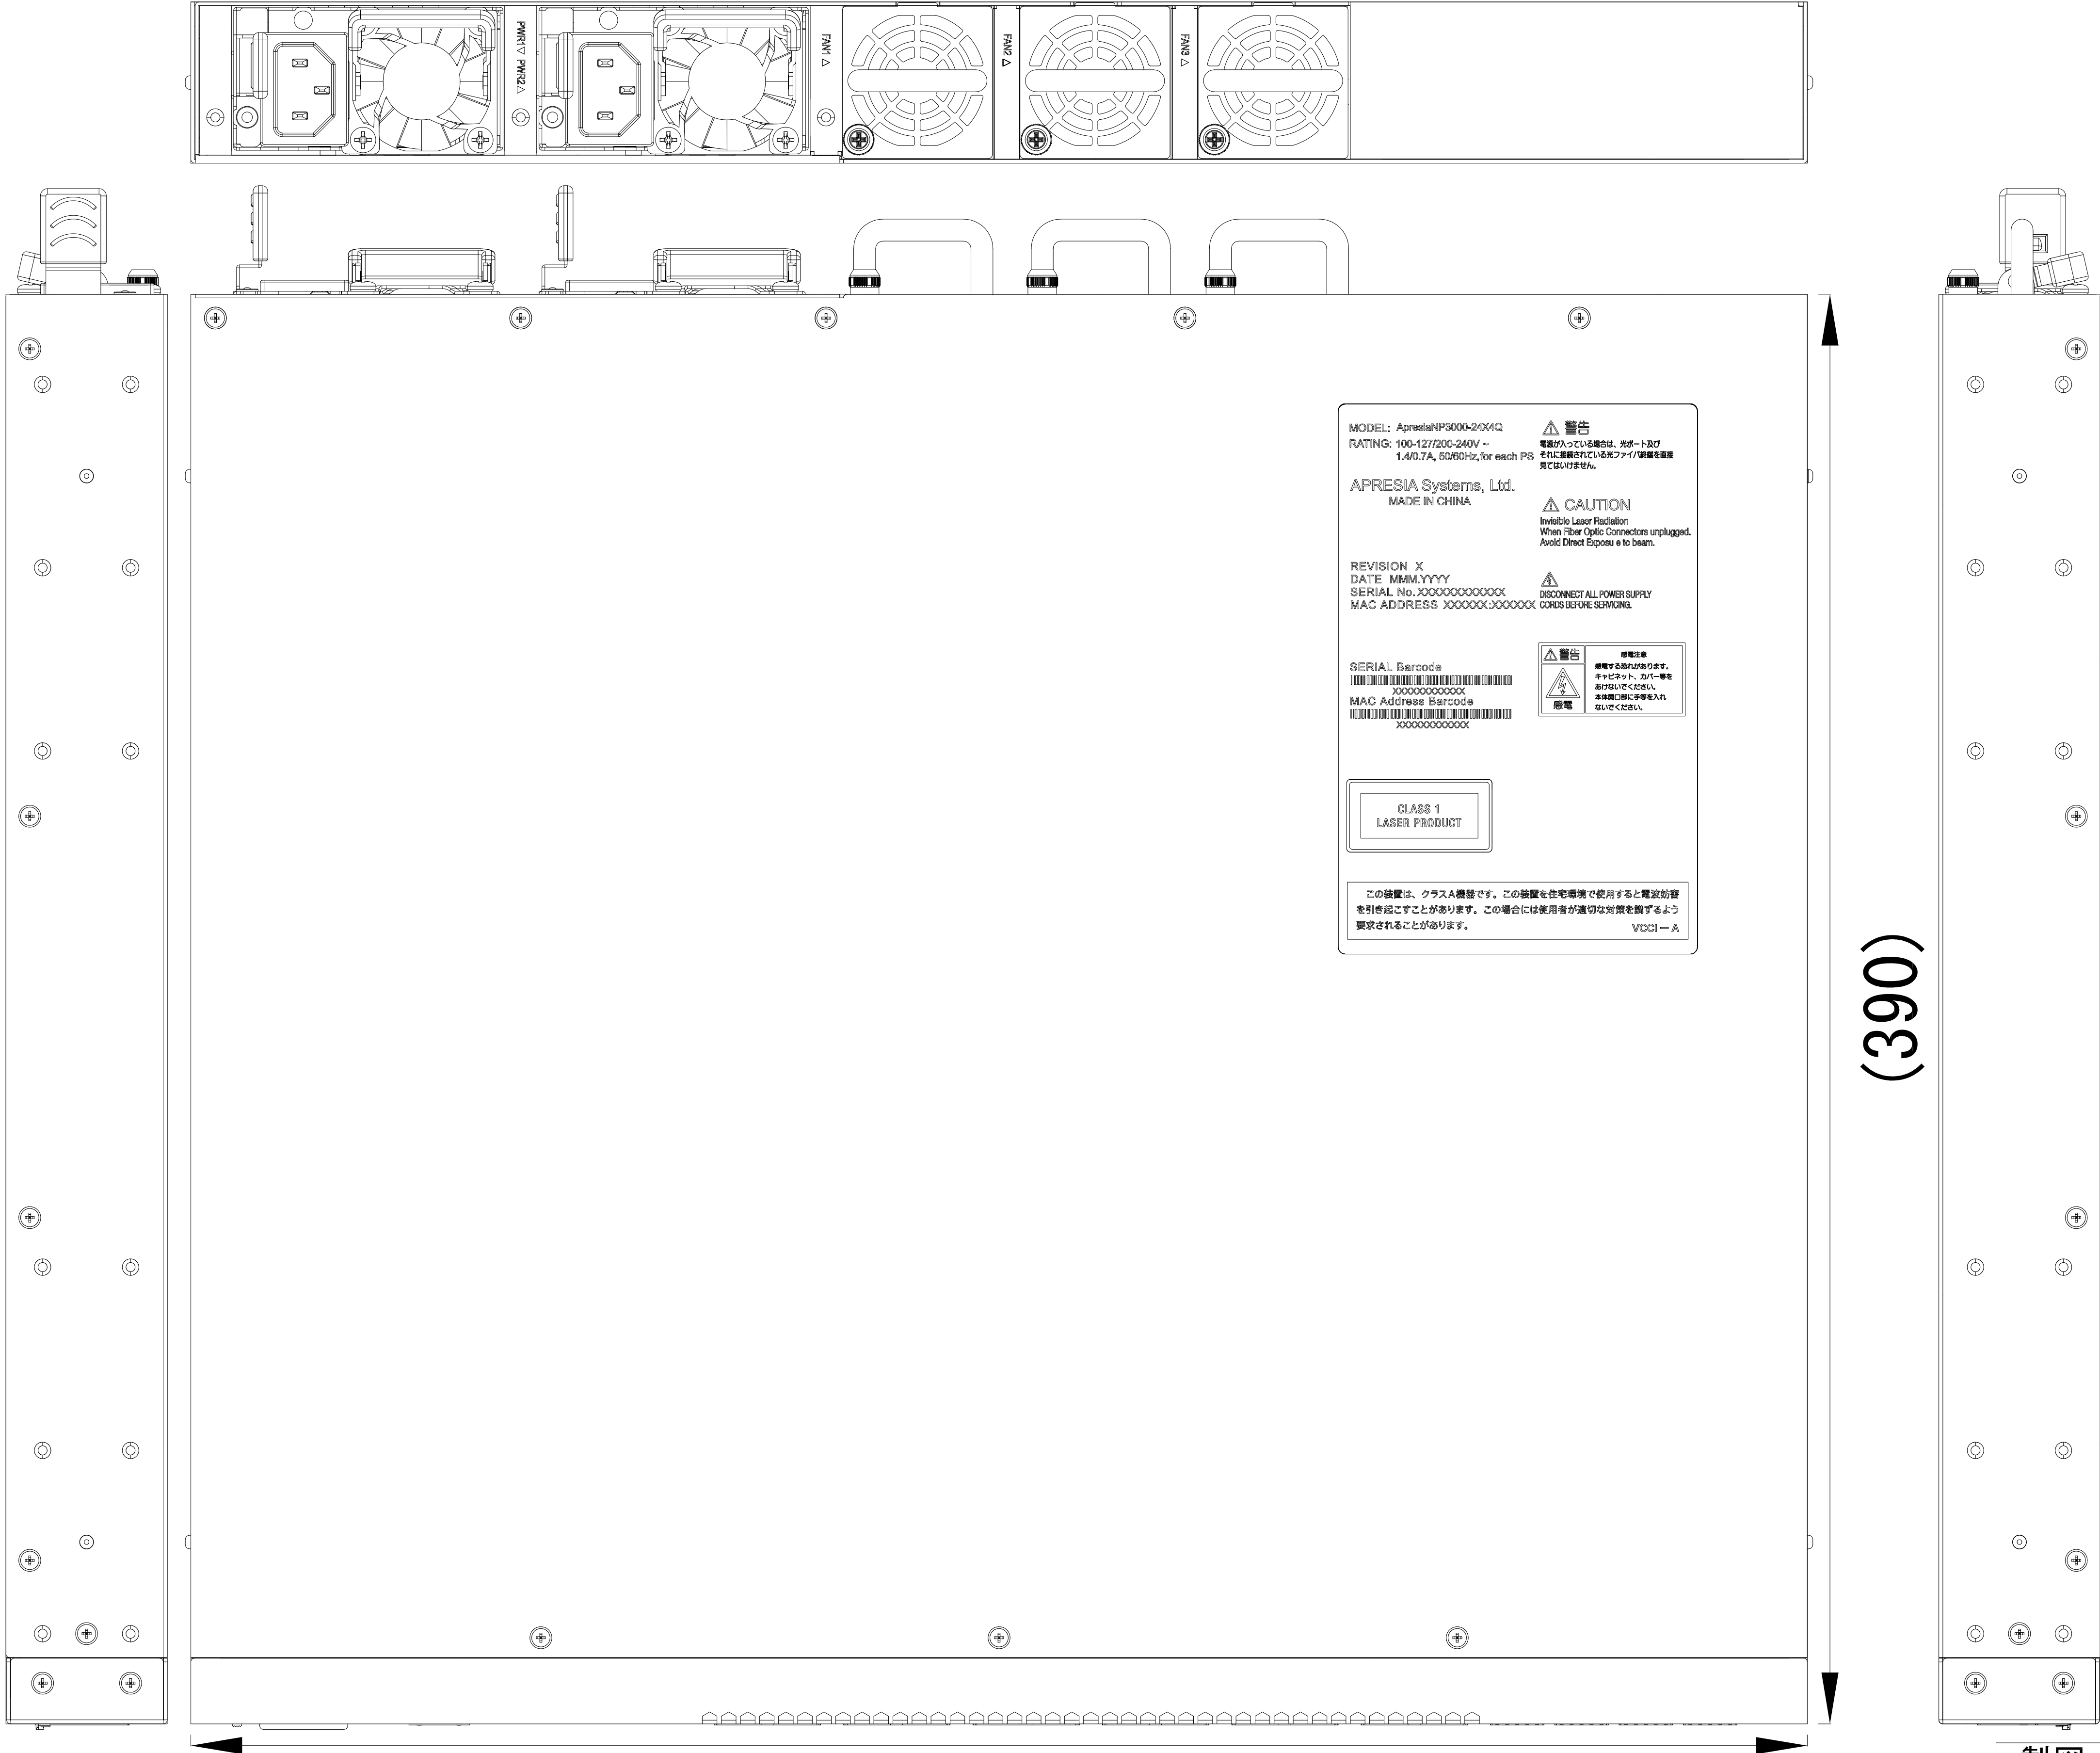 PWR1▽ PWR2△
FAN1 △
FAN2 △
FAN3 △
MODEL: ApresiaNP3000-24X4Q
RATING: 100-127/200-240V ~
1.4/0.7A, 50/60Hz,for each PS
APRESIA Systems, Ltd.
MADE IN CHINA
REVISION X
DATE MMM.YYYY
SERIAL No.XXXXXXXXXXXX
MAC ADDRESS XXXXXX:XXXXXX
SERIAL Barcode
XXXXXXXXXXXX
MAC Address Barcode
XXXXXXXXXXXX
CLASS 1
LASER PRODUCT
警告
電源が入っている場合は、光ポート及び
それに接続されている光ファイバ終端を直接
見てはいけません。
CAUTION
Invisible Laser Radiation
When Fiber Optic Connectors unplugged.
Avoid Direct Exposu e to beam.
DISCONNECT ALL POWER SUPPLY
CORDS BEFORE SERVICING.
警告
感電
感電注意
感電する恐れがあります。
キャビネット、カバー等を
あけないでください。
本体開口部に手等を入れ
ないでください。
この装置は、クラスA機器です。この装置を住宅環境で使用すると電波妨害
を引き起こすことがあります。この場合には使用者が適切な対策を講ずるよう
要求されることがあります。
VCCI－A
(390)